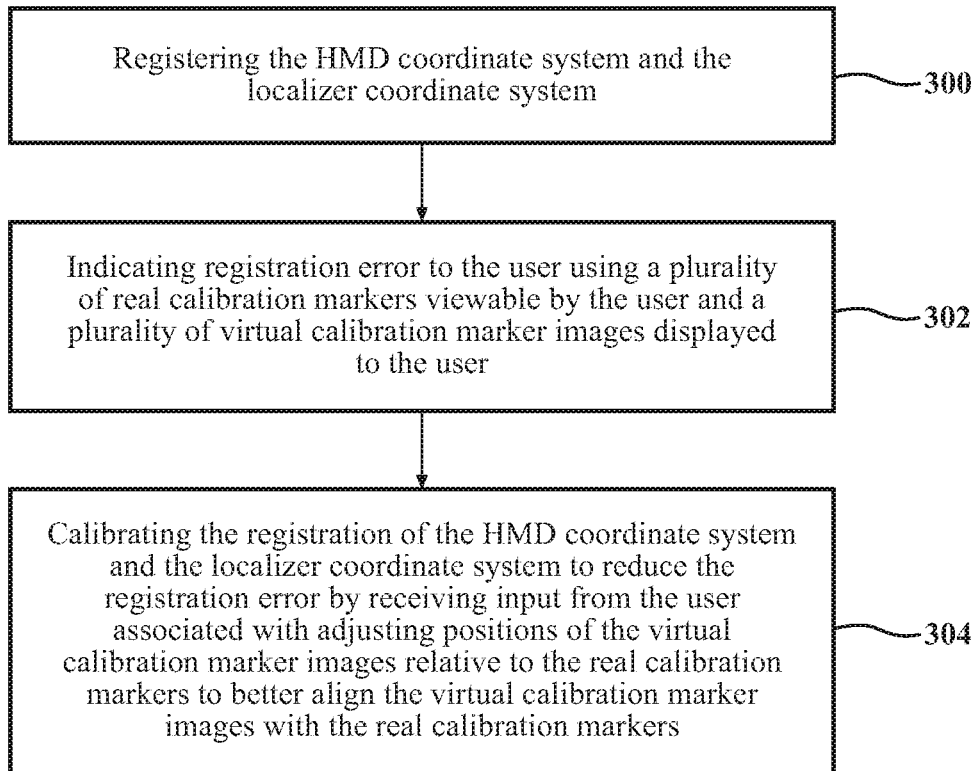 Registering the HMD coordinate system and the
localizer coordinate system
300
Indicating registration error to the user using a plurality
of real calibration markers viewable by the user and a
plurality of virtual calibration marker images displayed
to the user
302
Calibrating the registration of the HMD coordinate system
and the localizer coordinate system to reduce the
registration error by receiving input from the user
associated with adjusting positions of the virtual
calibration marker images relative to the real calibration
markers to better align the virtual calibration marker
images with the real calibration markers
304